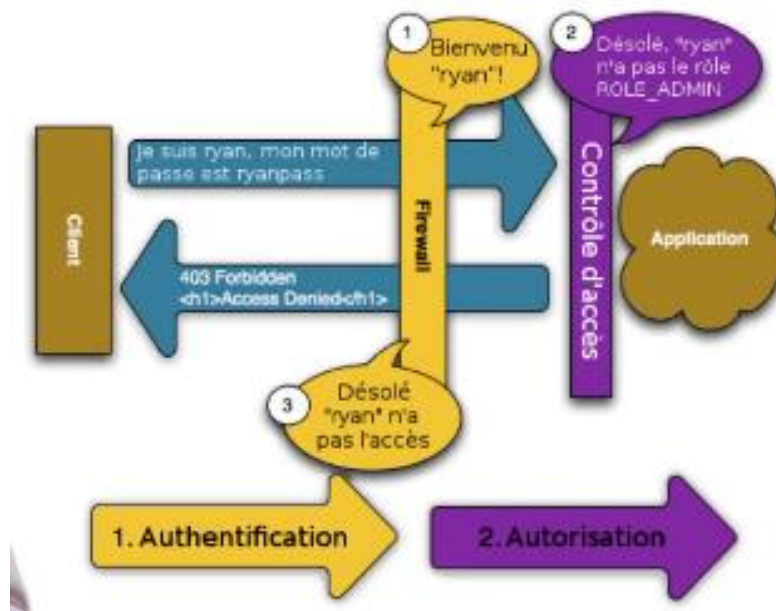 1
Bienvenu
"ryan"!
2
Désolé, "ryan"
n'a pas le rôle
ROLE_ADMIN
Je suis ryan, mon mot de
passe est ryanpass
Client
Firewall
Contrôle d'accès
Application
403 Forbidden
<h1>Access Denied</h1>
3
Désolé
"ryan" n'a
pas l'accès
1. Authentification
2. Autorisation